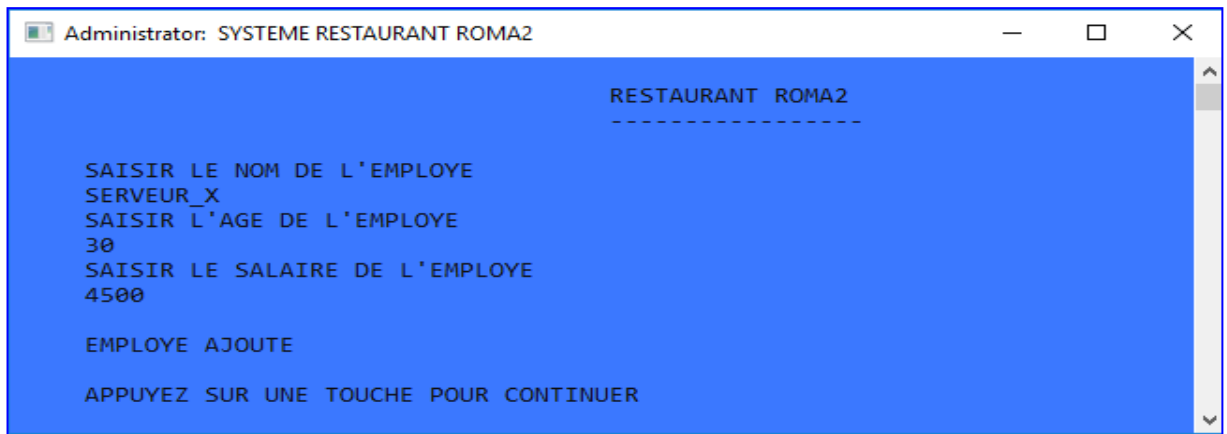 Administrator: SYSTEME RESTAURANT ROMA2
RESTAURANT ROMA2
-----------------
SAISIR LE NOM DE L'EMPLOYE
SERVEUR_X
SAISIR L'AGE DE L'EMPLOYE
30
SAISIR LE SALAIRE DE L'EMPLOYE
4500
EMPLOYE AJOUTE
APPUYEZ SUR UNE TOUCHE POUR CONTINUER